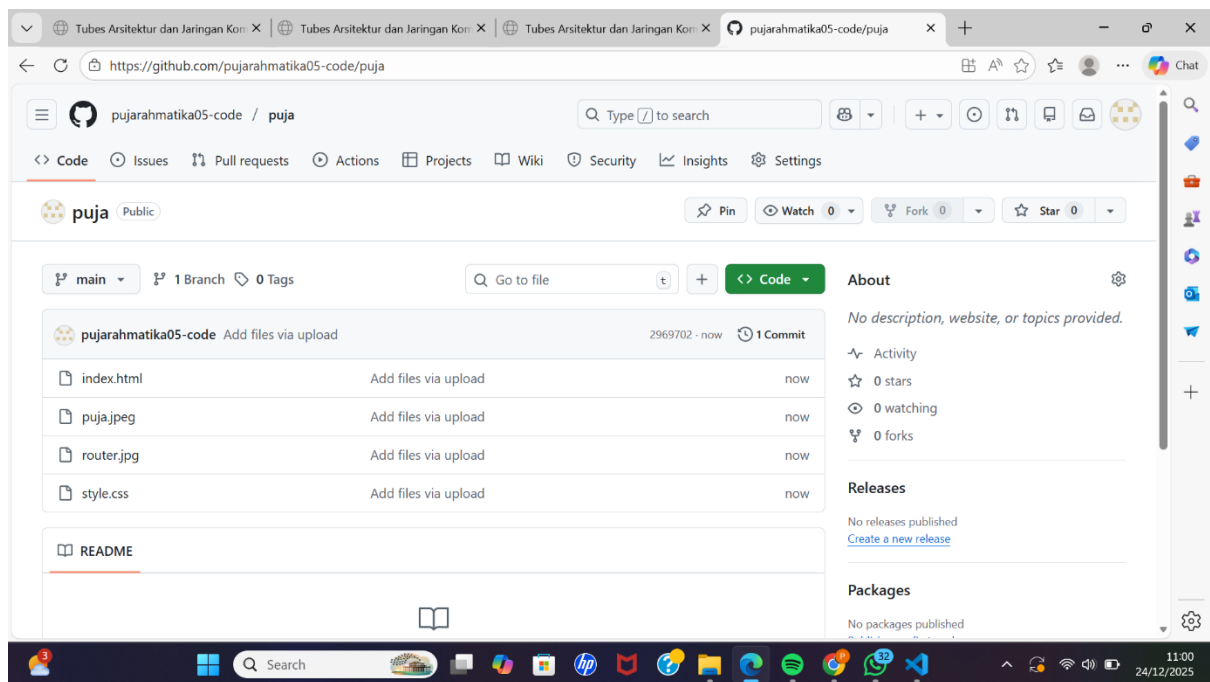 Tubes Arsitektur dan Jaringan Kom
Tubes Arsitektur dan Jaringan Kom
Tubes Arsitektur dan Jaringan Kom
pujarahmatika05-code/puja
https://github.com/pujarahmatika05-code/puja
Chat
pujarahmatika05-code / puja
Type / to search
Code
Issues
Pull requests
Actions
Projects
Wiki
Security
Insights
Settings
puja Public
Pin
Watch 0
Fork 0
Star 0
main
1 Branch
0 Tags
Go to file
t
Code
About
No description, website, or topics provided.
pujarahmatika05-code Add files via upload
2969702 · now
1 Commit
index.html Add files via upload now
puja.jpeg Add files via upload now
router.jpg Add files via upload now
style.css Add files via upload now
README
Activity
0 stars
0 watching
0 forks
Releases
No releases published
Create a new release
Packages
No packages published
3
Search
hp
P
32
11:00
24/12/2025